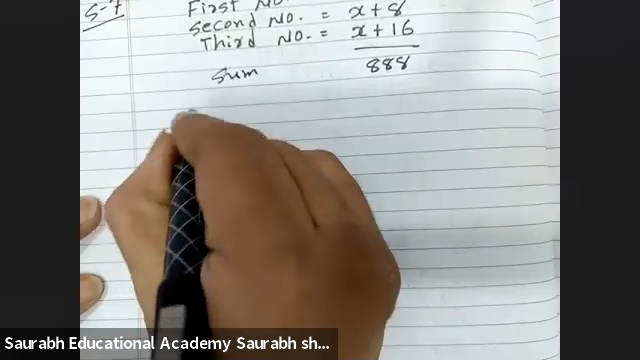 First No.
S-7
Second No. = x + 8
Third No. = x + 16
Sum 888
Saurabh Educational Academy Saurabh sh...